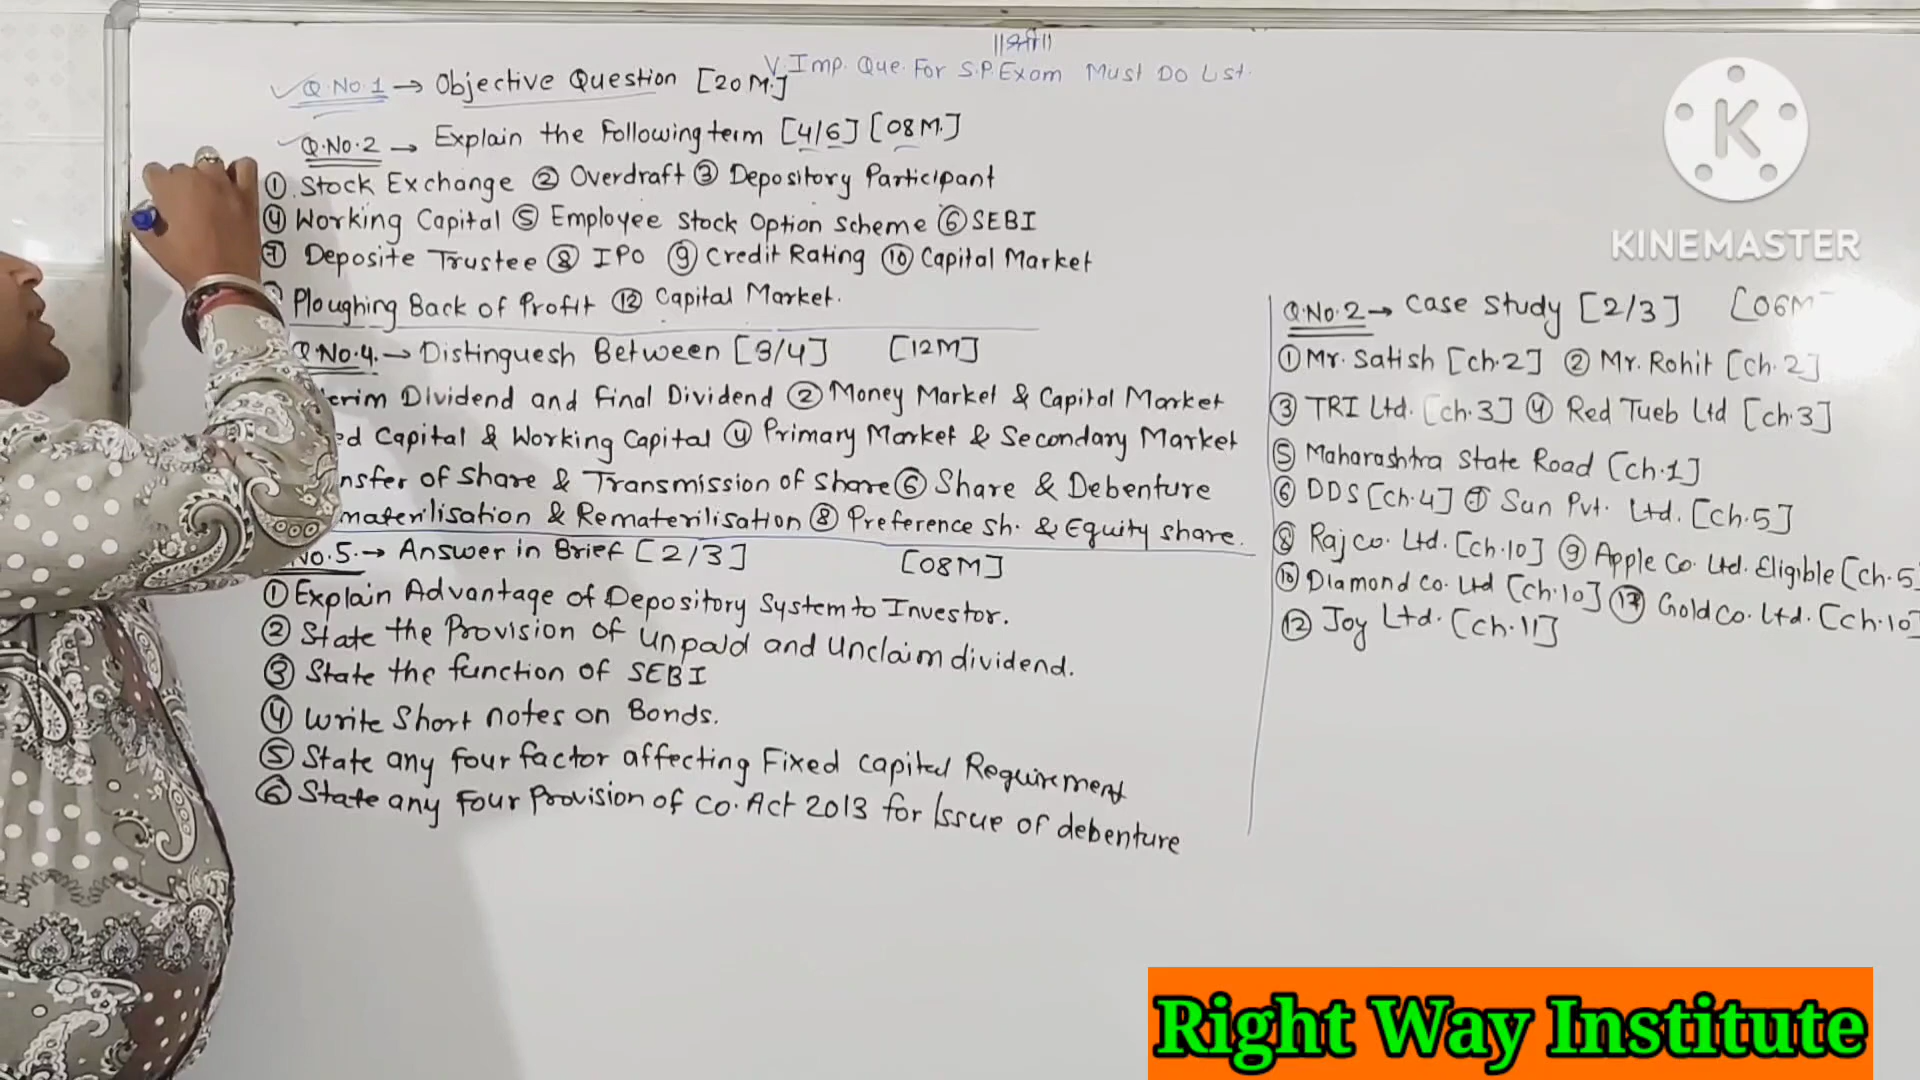 ||श्री||
V. Imp. Que. For S.P. Exam Must Do List.
Q.No.1 → Objective Question [20 M.]
Q.No.2 → Explain the Following term [4/6] [08M.]
① Stock Exchange ② Overdraft ③ Depository Participant
④ Working Capital ⑤ Employee Stock Option Scheme ⑥ SEBI
⑦ Deposite Trustee ⑧ IPO ⑨ Credit Rating ⑩ Capital Market
Ploughing Back of Profit ⑫ Capital Market.
Q.No.4. → Distinguesh Between [3/4] [12M]
erim Dividend and final Dividend ② Money Market & Capital Market
ed Capital & Working Capital ④ Primary Market & Secondary Market
nsfer of share & Transmission of share ⑥ Share & Debenture
materilisation & Rematerilisation ⑧ Preference sh. & Equity share.
No.5. → Answer in Brief [2/3] [08M]
① Explain Advantage of Depository System to Investor.
② State the Provision of unpaid and unclaim dividend.
③ State the function of SEBI
④ Write Short notes on Bonds.
⑤ State any four factor affecting Fixed capital Requirement
⑥ State any Four Provision of Co. Act 2013 for Issue of debenture
Q.No.2 → Case Study [2/3] [06M
① Mr. Satish [ch.2] ② Mr. Rohit [ch.2]
③ TRI Ltd. [ch.3] ④ Red Tueb Ltd [ch.3]
⑤ Maharashtra State Road [ch.1]
⑥ DDS [ch.4] ⑦ Sun Pvt. Ltd. [ch.5]
⑧ Raj co. Ltd. [ch.10] ⑨ Apple Co. Ltd. Eligible [ch.5]
⑩ Diamond co. Ltd [ch.10] Gold Co. Ltd. [ch.10]
⑫ Joy Ltd. [ch.11]
K
KINEMASTER
Right Way Institute